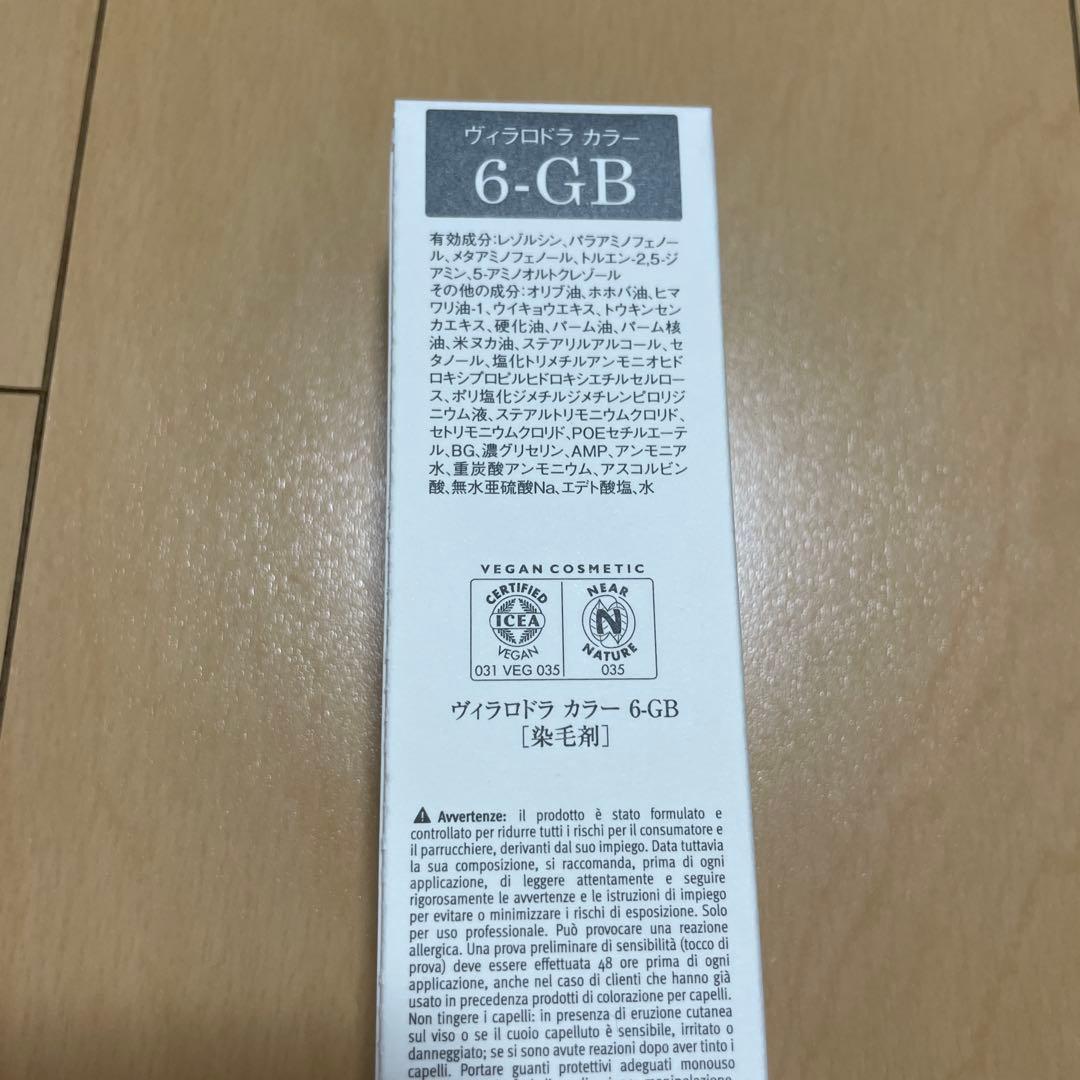 ヴィラロドラ カラー
6-GB
有効成分:レゾルシン、パラアミノフェノー
ル、メタアミノフェノール、トルエン-2,5-ジ
アミン、5-アミノオルトクレゾール
その他の成分:オリブ油、ホホバ油、ヒマ
ワリ油-1、ウイキョウエキス、トウキンセン
カエキス、硬化油、パーム油、パーム核
油、米ヌカ油、ステアリルアルコール、セ
タノール、塩化トリメチルアンモニオヒド
ロキシプロピルヒドロキシエチルセルロー
ス、ポリ塩化ジメチルジメチレンピロリジ
ニウム液、ステアルトリモニウムクロリド、
セトリモニウムクロリド、POEセチルエーテ
ル、BG、濃グリセリン、AMP、アンモニア
水、重炭酸アンモニウム、アスコルビン
酸、無水亜硫酸Na、エデト酸塩、水
VEGAN COSMETIC
CERTIFIED
ICEA
VEGAN
031 VEG 035
NEAR
N
NATURE
035
ヴィラロドラ カラー 6-GB
[染毛剤]
Avvertenze: il prodotto è stato formulato e
controllato per ridurre tutti i rischi per il consumatore e
il parrucchiere, derivanti dal suo impiego. Data tuttavia
la sua composizione, si raccomanda, prima di ogni
applicazione, di leggere attentamente e seguire
rigorosamente le avvertenze e le istruzioni di impiego
per evitare o minimizzare i rischi di esposizione. Solo
per uso professionale. Può provocare una reazione
allergica. Una prova preliminare di sensibilità (tocco di
prova) deve essere effettuata 48 ore prima di ogni
applicazione, anche nel caso di clienti che hanno già
usato in precedenza prodotti di colorazione per capelli.
Non tingere i capelli: in presenza di eruzione cutanea
sul viso o se il cuoio capelluto è sensibile, irritato o
danneggiato; se si sono avute reazioni dopo aver tinto i
capelli. Portare guanti protettivi adeguati monouso